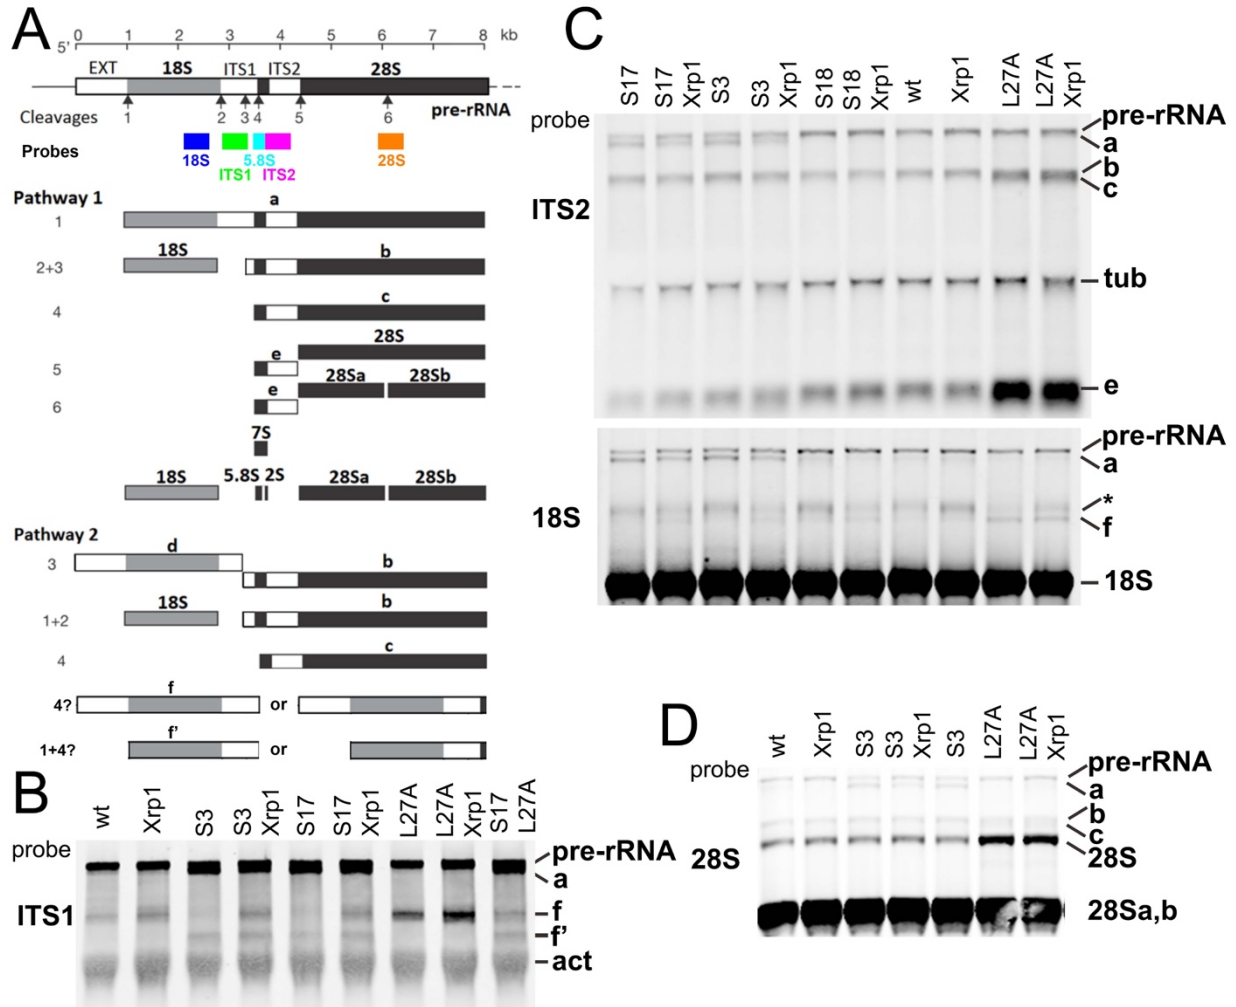 A
0 1 2 3 4 5 6 7 8 kb
5'
EXT 18S ITS1 ITS2 28S
pre-rRNA
Cleavages 1 2 3 4 5 6
Probes
18S ITS1 5.8S ITS2 28S
Pathway 1
a
1
18S b
2+3
c
4
28S
e
5
28Sa 28Sb
e
6
7S
18S 5.8S 2S 28Sa 28Sb
Pathway 2
d
3 b
18S b
1+2
c
4
f
4? or
f'
1+4? or
B
wt
Xrp1
S3
S3 Xrp1
S17
S17 Xrp1
L27A
L27A Xrp1
S17 L27A
probe
ITS1
pre-rRNA
a
f
f'
act
C
S17
S17 Xrp1
S3
S3 Xrp1
S18
S18 Xrp1
wt
Xrp1
L27A
L27A Xrp1
probe
ITS2
pre-rRNA
a
b
c
tub
e
18S
pre-rRNA
a
*
f
18S
D
wt
Xrp1
S3
S3 Xrp1
S3
L27A
L27A Xrp1
probe
28S
pre-rRNA
a
b
c
28S
28Sa,b